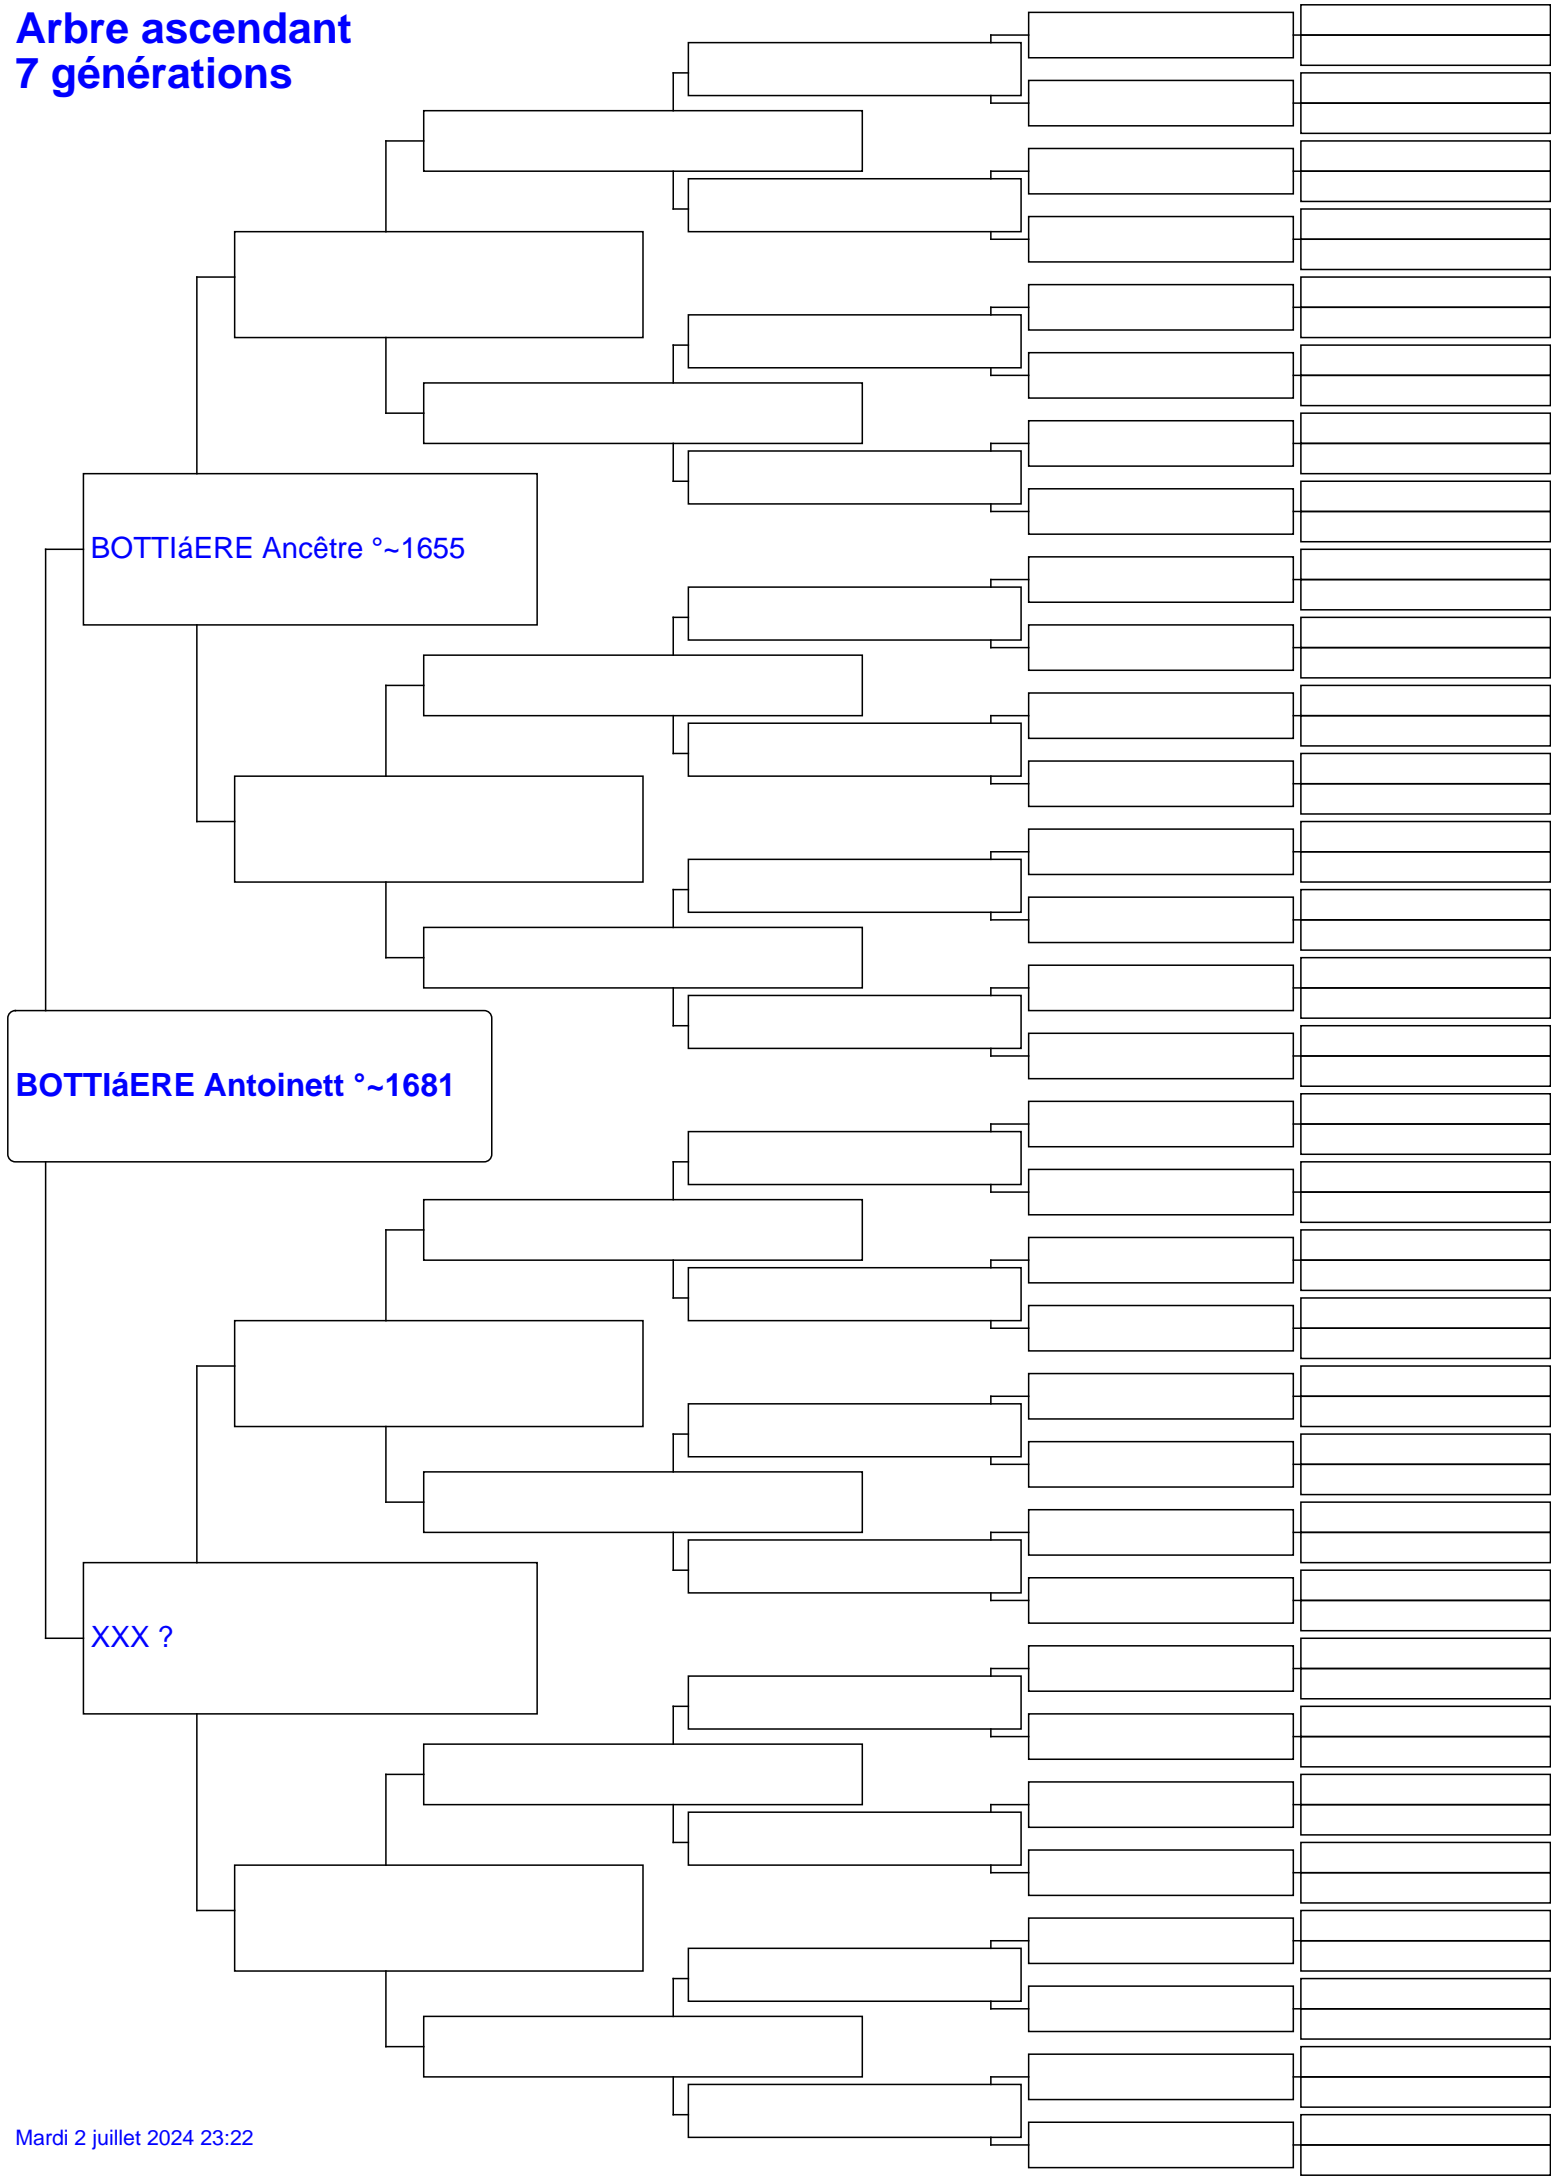 Arbre ascendant
7 générations
BOTTIáERE Ancêtre °~1655
BOTTIáERE Antoinett °~1681
XXX ?
Mardi 2 juillet 2024 23:22